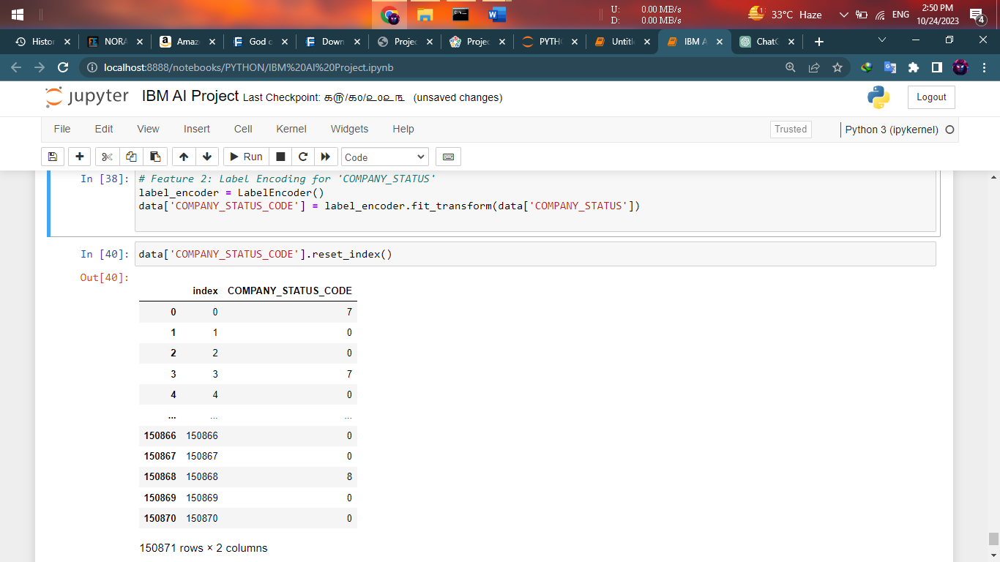 U: 0.00 MB/s
D: 0.00 MB/s
33°C Haze
ENG
2:50 PM
10/24/2023
4
Histor
NORA
Amaz
God o
Down
Projec
Projec
PYTH
Untitl
IBM A
ChatG
localhost:8888/notebooks/PYTHON/IBM%20AI%20Project.ipynb
jupyter IBM AI Project Last Checkpoint: (unsaved changes)
Logout
File Edit View Insert Cell Kernel Widgets Help
Trusted
Python 3 (ipykernel)
Run
Code
In [38]: # Feature 2: Label Encoding for 'COMPANY_STATUS'
label_encoder = LabelEncoder()
data['COMPANY_STATUS_CODE'] = label_encoder.fit_transform(data['COMPANY_STATUS'])
In [40]: data['COMPANY_STATUS_CODE'].reset_index()
Out[40]:
index COMPANY_STATUS_CODE
0 0 7
1 1 0
2 2 0
3 3 7
4 4 0
... ... ...
150866 150866 0
150867 150867 0
150868 150868 8
150869 150869 0
150870 150870 0
150871 rows × 2 columns